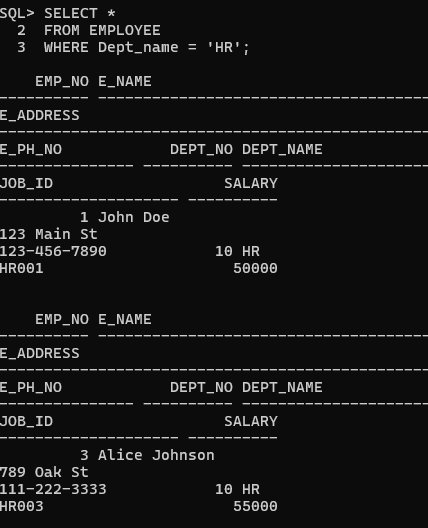 SQL> SELECT *
  2  FROM EMPLOYEE
  3  WHERE Dept_name = 'HR';
    EMP_NO E_NAME
---------- ------------------------------------
E_ADDRESS
------------------------------------------------
E_PH_NO            DEPT_NO DEPT_NAME
--------------- ---------- --------------------
JOB_ID                   SALARY
-------------------- ----------
         1 John Doe
123 Main St
123-456-7890            10 HR
HR001                     50000
    EMP_NO E_NAME
---------- ------------------------------------
E_ADDRESS
------------------------------------------------
E_PH_NO            DEPT_NO DEPT_NAME
--------------- ---------- --------------------
JOB_ID                   SALARY
-------------------- ----------
         3 Alice Johnson
789 Oak St
111-222-3333            10 HR
HR003                     55000